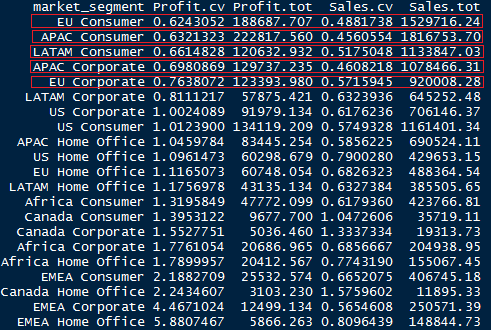 market_segment Profit.cv Profit.tot Sales.cv Sales.tot
EU Consumer 0.6243052 188687.707 0.4881738 1529716.24
APAC Consumer 0.6321323 222817.560 0.4560554 1816753.70
LATAM Consumer 0.6614828 120632.932 0.5175048 1133847.03
APAC Corporate 0.6980869 129737.235 0.4608218 1078466.31
EU Corporate 0.7638072 123393.980 0.5715945 920008.28
LATAM Corporate 0.8111217 57875.421 0.6323936 645252.48
US Corporate 1.0024089 91979.134 0.6176236 706146.37
US Consumer 1.0123900 134119.209 0.5749328 1161401.34
APAC Home Office 1.0459784 83445.254 0.5856225 690524.11
US Home Office 1.0961473 60298.679 0.7900280 429653.15
EU Home Office 1.1165073 60748.054 0.6826323 488364.54
LATAM Home Office 1.1756978 43135.134 0.6327384 385505.65
Africa Consumer 1.3195849 47772.099 0.6179360 423766.81
Canada Consumer 1.3953122 9677.700 1.0472606 35719.11
Canada Corporate 1.5527751 5036.460 1.3337334 19313.73
Africa Corporate 1.7761054 20686.965 0.6856667 204938.95
Africa Home Office 1.7899957 20412.567 0.7743190 155067.45
EMEA Consumer 2.1882709 25532.574 0.6652075 406745.18
Canada Home Office 2.2434607 3103.230 1.5759602 11895.33
EMEA Corporate 4.4671024 12499.134 0.5654608 250571.39
EMEA Home Office 5.8807467 5866.263 0.8096439 148844.73